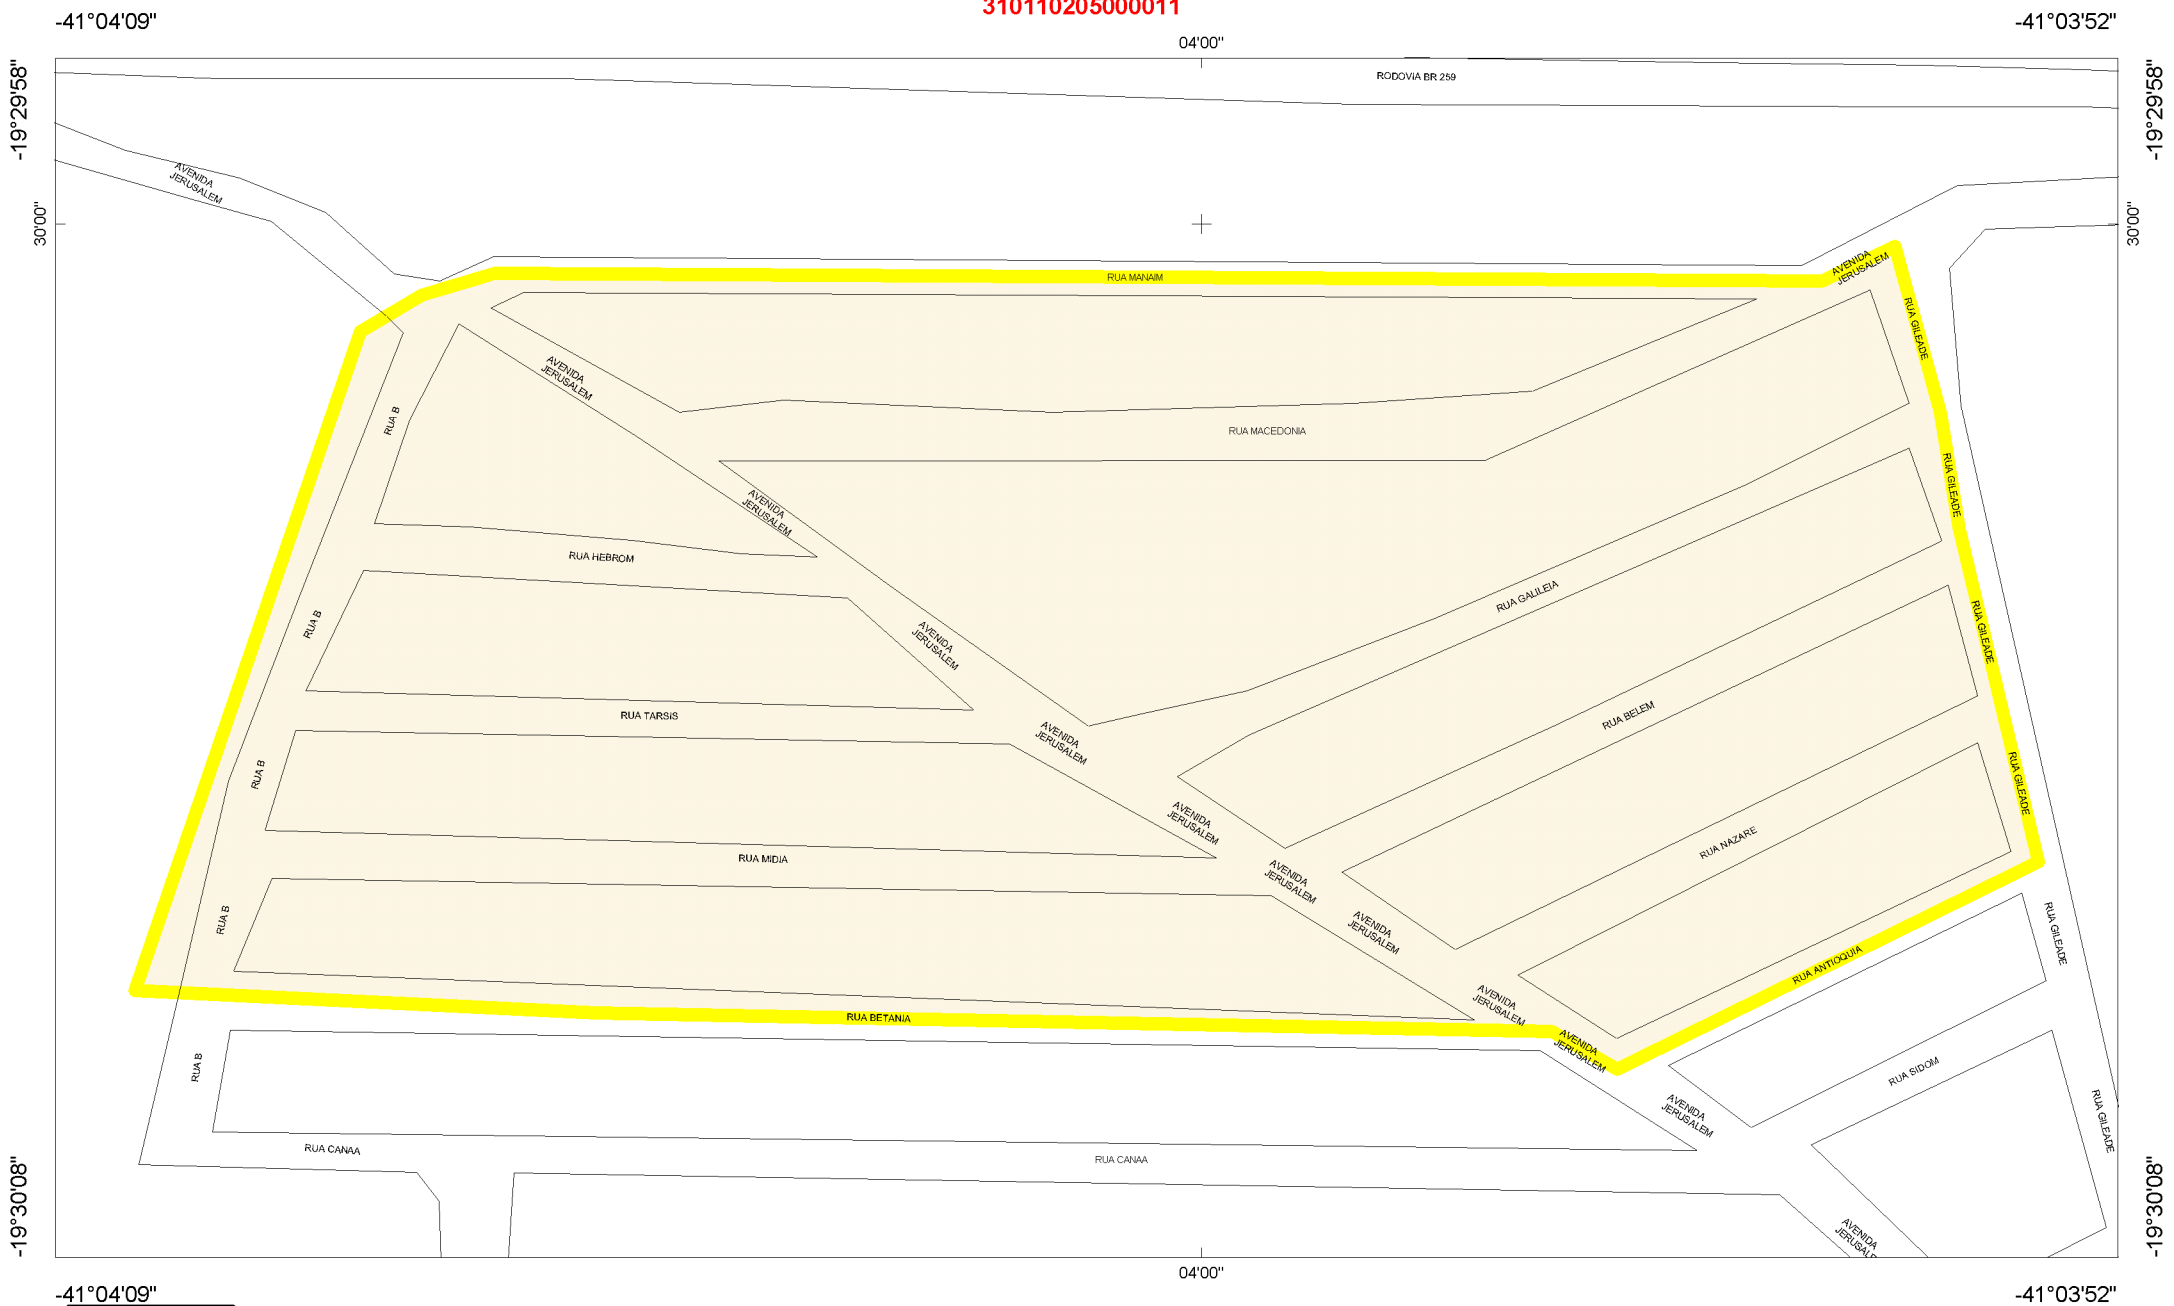 310110205000011
-41°04'09"
-41°03'52"
04'00"
-19°29'58"
-19°29'58"
RODOVIA BR 259
AVENIDA
JERUSALEM
30'00"
30'00"
AVENIDA
JERUSALEM
RUA MANAIM
RUA GILEADE
AVENIDA
JERUSALEM
RUA B
RUA MACEDONIA
RUA GILEADE
AVENIDA
JERUSALEM
RUA HEBROM
RUA GALILEIA
RUA B
RUA GILEADE
AVENIDA
JERUSALEM
RUA TARSIS
RUA BELEM
AVENIDA
JERUSALEM
RUA B
RUA GILEADE
AVENIDA
JERUSALEM
RUA NAZARE
RUA MIDIA
AVENIDA
JERUSALEM
RUA B
AVENIDA
JERUSALEM
RUA GILEADE
RUA ANTIOQUIA
AVENIDA
JERUSALEM
RUA BETANIA
AVENIDA
JERUSALEM
RUA B
RUA SIDOM
AVENIDA
JERUSALEM
RUA GILEADE
RUA CANAA
RUA CANAA
AVENIDA
JERUSALE
-19°30'08"
-19°30'08"
04'00"
-41°04'09"
-41°03'52"